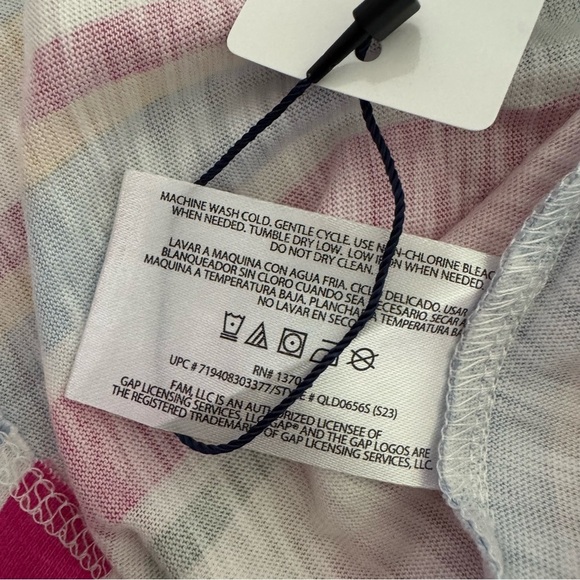 MACHINE WASH COLD. GENTLE CYCLE. USE NON-CHLORINE BLEAC
WHEN NEEDED. TUMBLE DRY LOW. LOW IRON WHEN NEEDED.
DO NOT DRY CLEAN.
LAVAR A MAQUINA CON AGUA FRIA. CICLO DELICADO. USAR
BLANQUEADOR SIN CLORO CUANDO SEA NECESARIO. SECAR A
MAQUINA A TEMPERATURA BAJA. PLANCHAR A TEMPERATURA BA
NO LAVAR EN SECO
RN# 1370
UPC # 719408303377/STYLE # QLD0656S (S23)
FAM, LLC IS AN AUTHORIZED LICENSEE OF
GAP LICENSING SERVICES, LLC. GAP® AND THE GAP LOGOS ARE
THE REGISTERED TRADEMARK OF GAP LICENSING SERVICES, LLC.